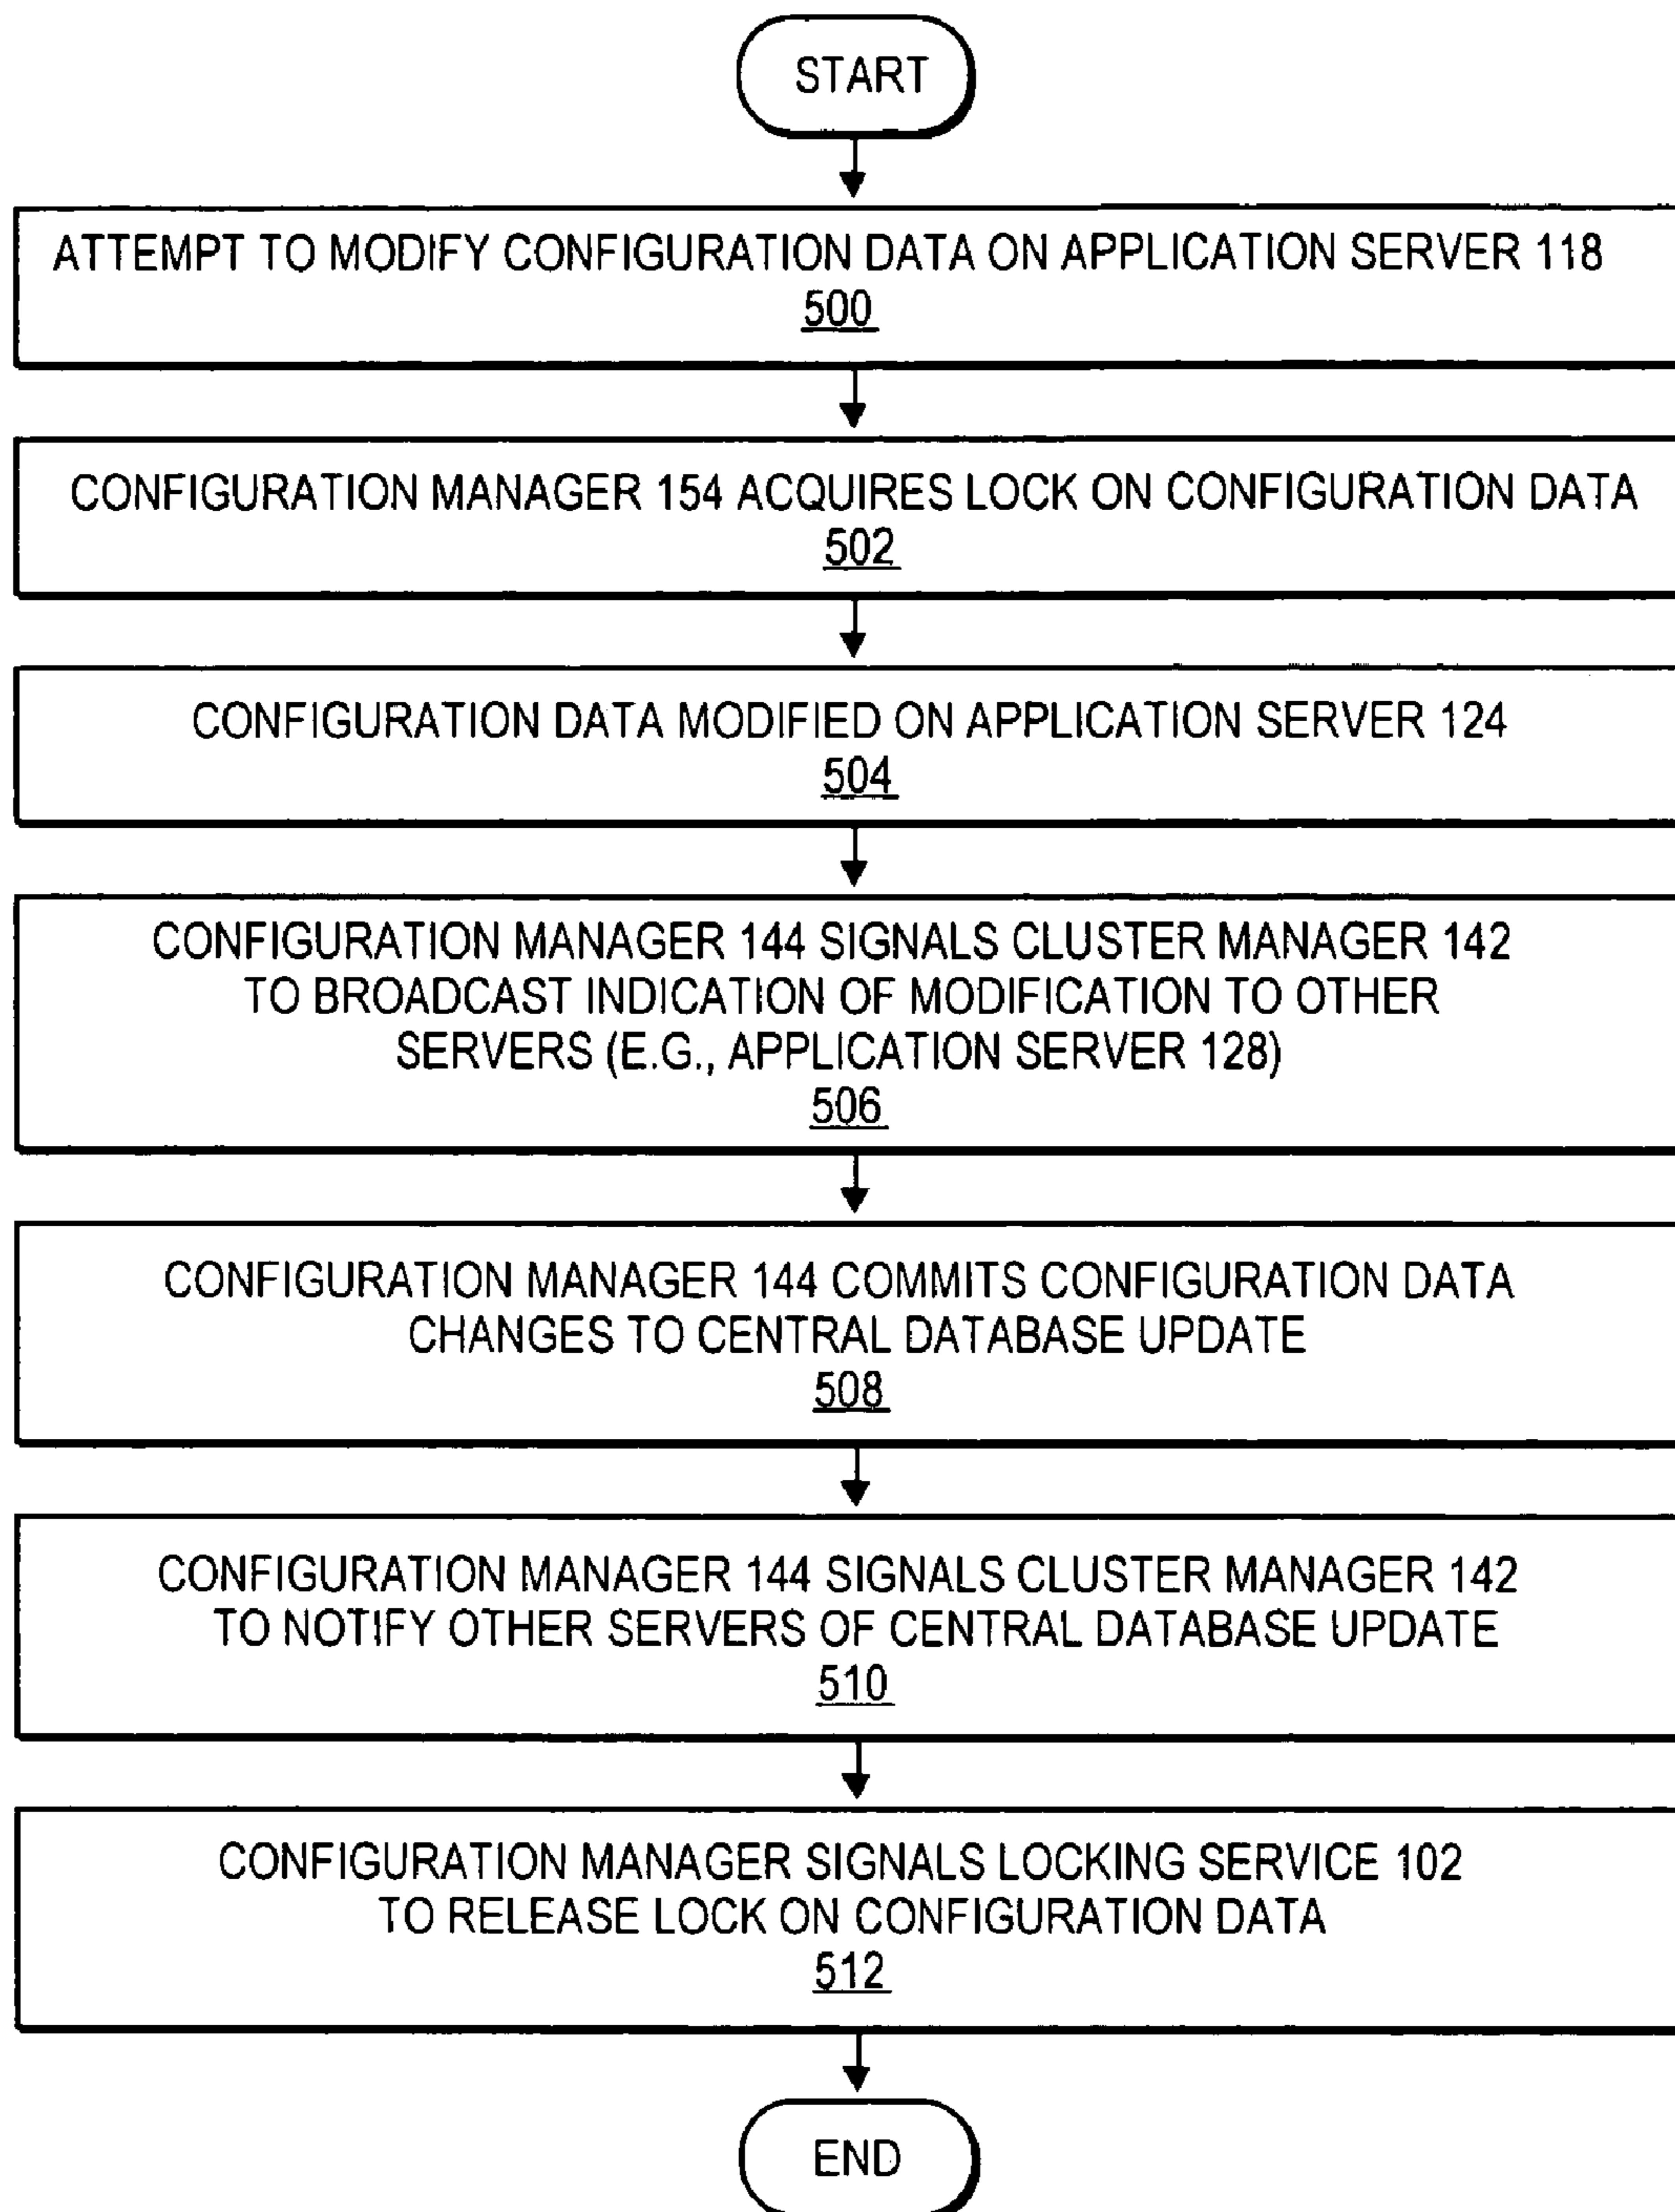 START
ATTEMPT TO MODIFY CONFIGURATION DATA ON APPLICATION SERVER 118
500
CONFIGURATION MANAGER 154 ACQUIRES LOCK ON CONFIGURATION DATA
502
CONFIGURATION DATA MODIFIED ON APPLICATION SERVER 124
504
CONFIGURATION MANAGER 144 SIGNALS CLUSTER MANAGER 142
TO BROADCAST INDICATION OF MODIFICATION TO OTHER
SERVERS (E.G., APPLICATION SERVER 128)
506
CONFIGURATION MANAGER 144 COMMITS CONFIGURATION DATA
CHANGES TO CENTRAL DATABASE UPDATE
508
CONFIGURATION MANAGER 144 SIGNALS CLUSTER MANAGER 142
TO NOTIFY OTHER SERVERS OF CENTRAL DATABASE UPDATE
510
CONFIGURATION MANAGER SIGNALS LOCKING SERVICE 102
TO RELEASE LOCK ON CONFIGURATION DATA
512
END